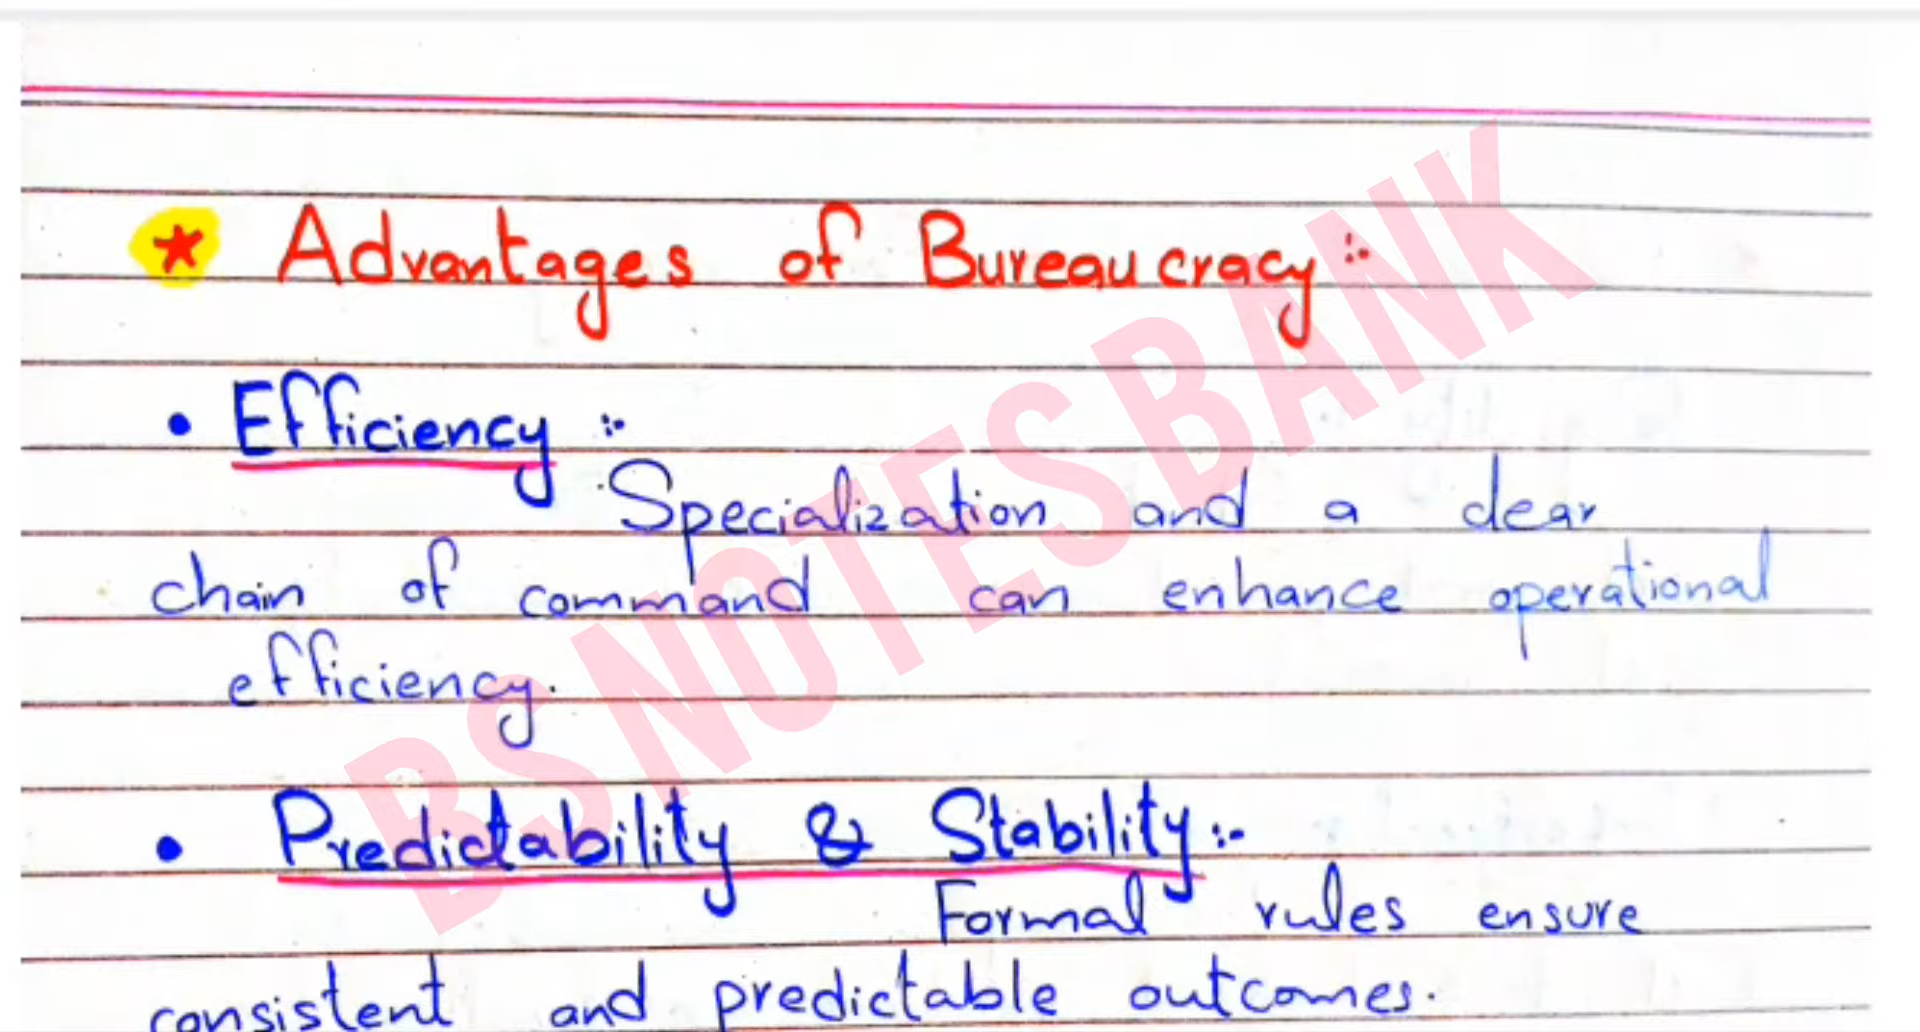 ★ Advantages of Bureaucracy :-
• Efficiency :-
Specialization and a clear
chain of command can enhance operational
efficiency.
• Predictability & Stability :-
Formal rules ensure
consistent and predictable outcomes.
BS NOTES BANK